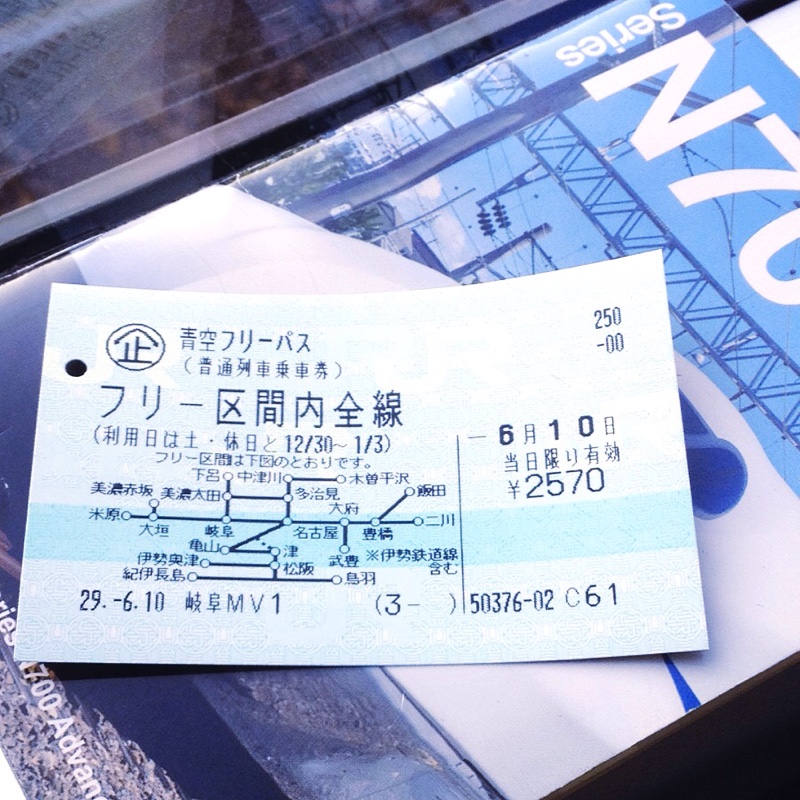 Series
N70
企 青空フリーパス
（普通列車乗車券）
250
-00
フリー区間内全線
（利用日は土・休日と12/30～1/3）
フリー区間は下図のとおりです。
－6月10日
当日限り有効
¥2570
下呂 中津川 木曽平沢
美濃赤坂 美濃太田 多治見 飯田
大府
米原 二川
大垣 岐阜 名古屋 豊橋
亀山 津 武豊 ※伊勢鉄道線
含む
伊勢奥津 松阪
紀伊長島 鳥羽
29.-6.10 岐阜MV1 （3- ） 50376-02 C61
700 Advan